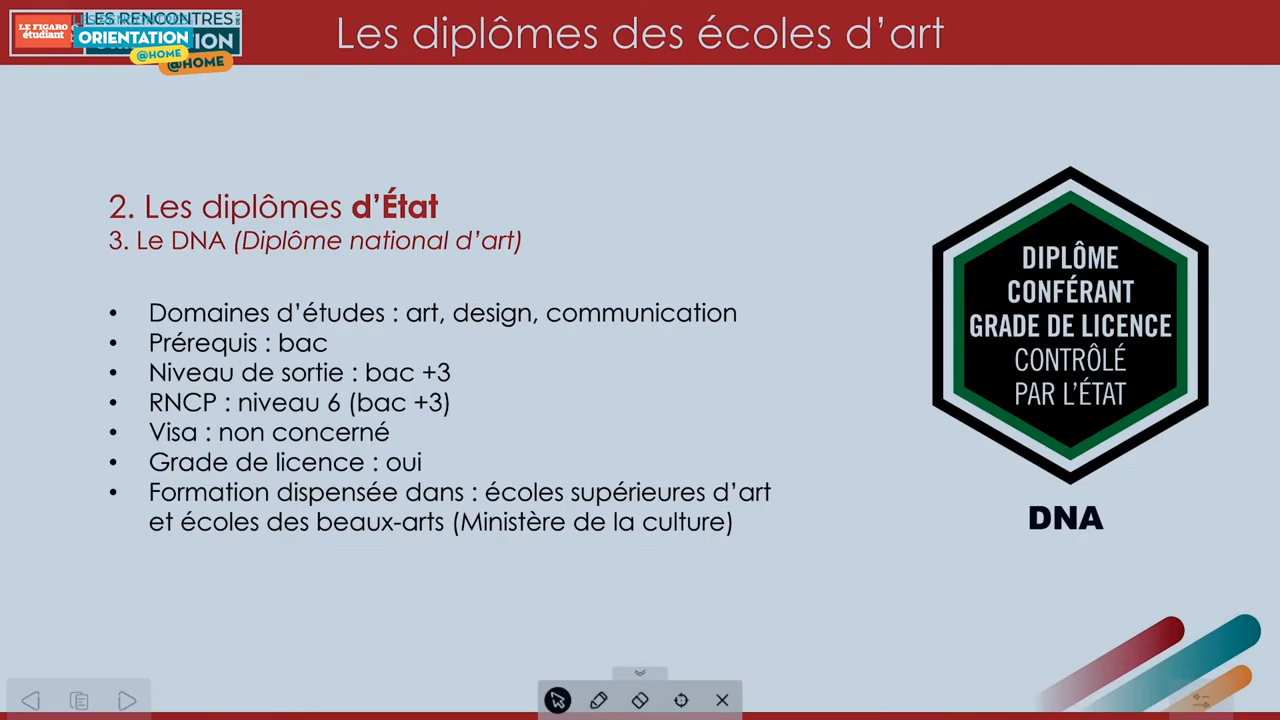 LE FIGARO
étudiant
LES RENCONTRES
ORIENTATION
@HOME
@HOME
Les diplômes des écoles d’art
2. Les diplômes d’État
3. Le DNA (Diplôme national d’art)
• Domaines d’études : art, design, communication
• Prérequis : bac
• Niveau de sortie : bac +3
• RNCP : niveau 6 (bac +3)
• Visa : non concerné
• Grade de licence : oui
• Formation dispensée dans : écoles supérieures d’art
et écoles des beaux-arts (Ministère de la culture)
DIPLÔME
CONFÉRANT
GRADE DE LICENCE
CONTRÔLÉ
PAR L’ÉTAT
DNA